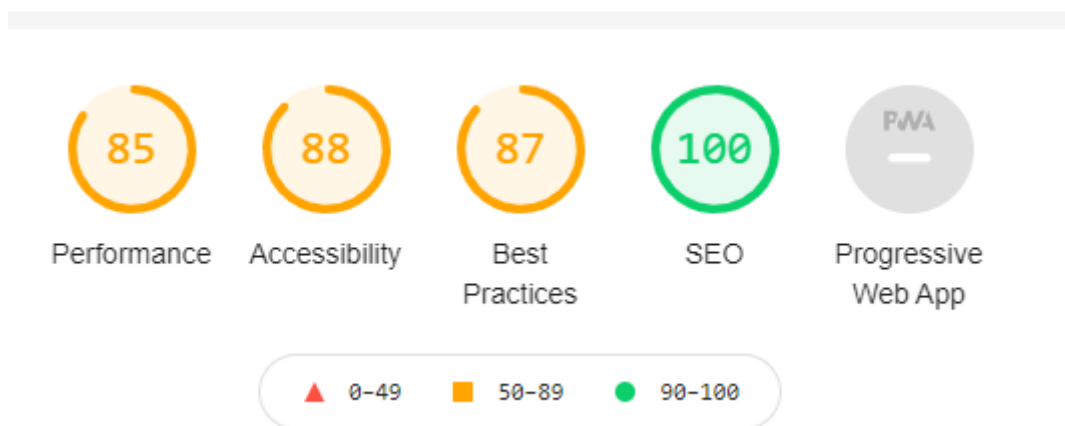 85
88
87
100
PWA
Performance
Accessibility
Best
Practices
SEO
Progressive
Web App
0–49
50–89
90–100